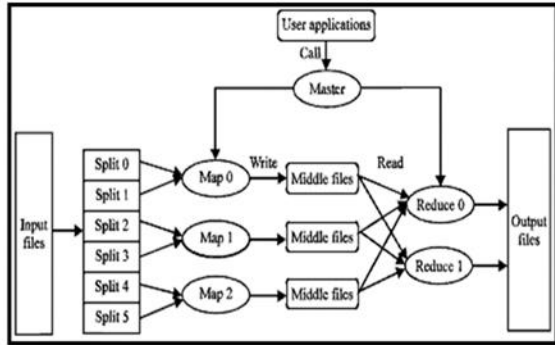 User applications
Call
Master
Input
files
Split 0
Split 1
Split 2
Split 3
Split 4
Split 5
Map 0
Map 1
Map 2
Write
Middle files
Middle files
Middle files
Read
Reduce 0
Reduce 1
Output
files